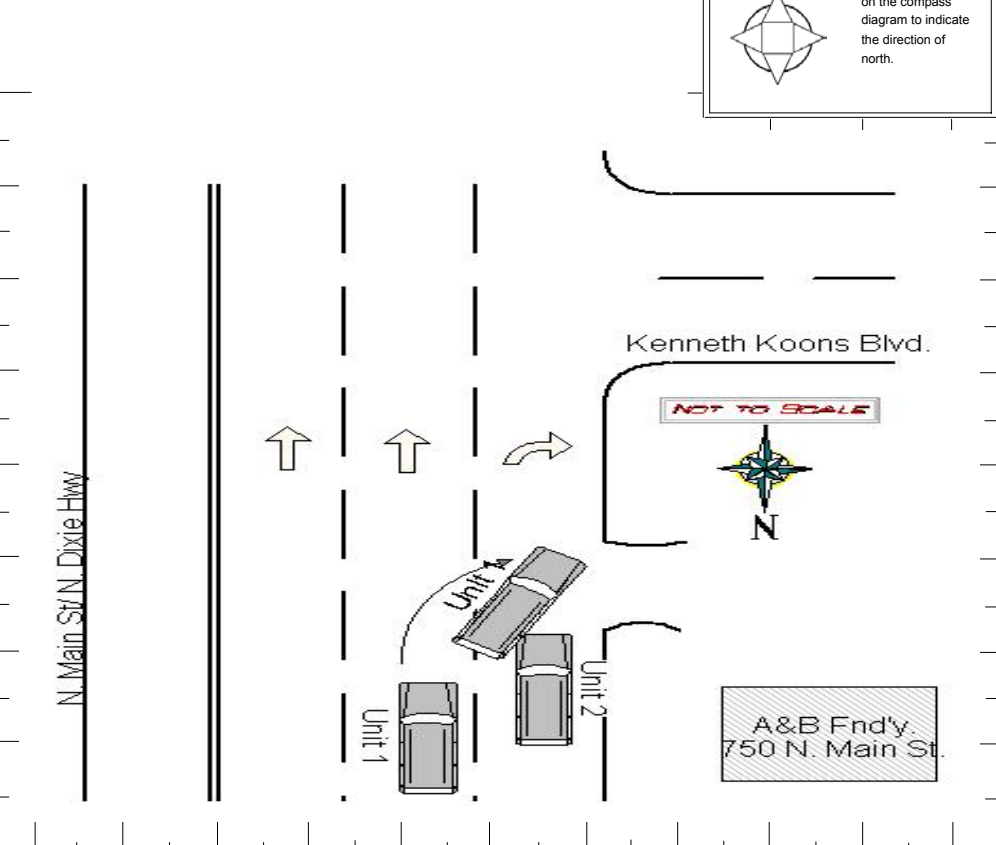 on the compass
diagram to indicate
the direction of
north.
Kenneth Koons Blvd.
NOT TO SCALE
N
N. Main St/N. Dixie Hwy
Unit 1
Unit 2
Unit 1
A&B Fnd'y.
750 N. Main St.